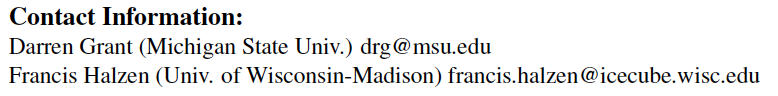 Contact Information:
Darren Grant (Michigan State Univ.) drg@msu.edu
Francis Halzen (Univ. of Wisconsin-Madison) francis.halzen@icecube.wisc.edu